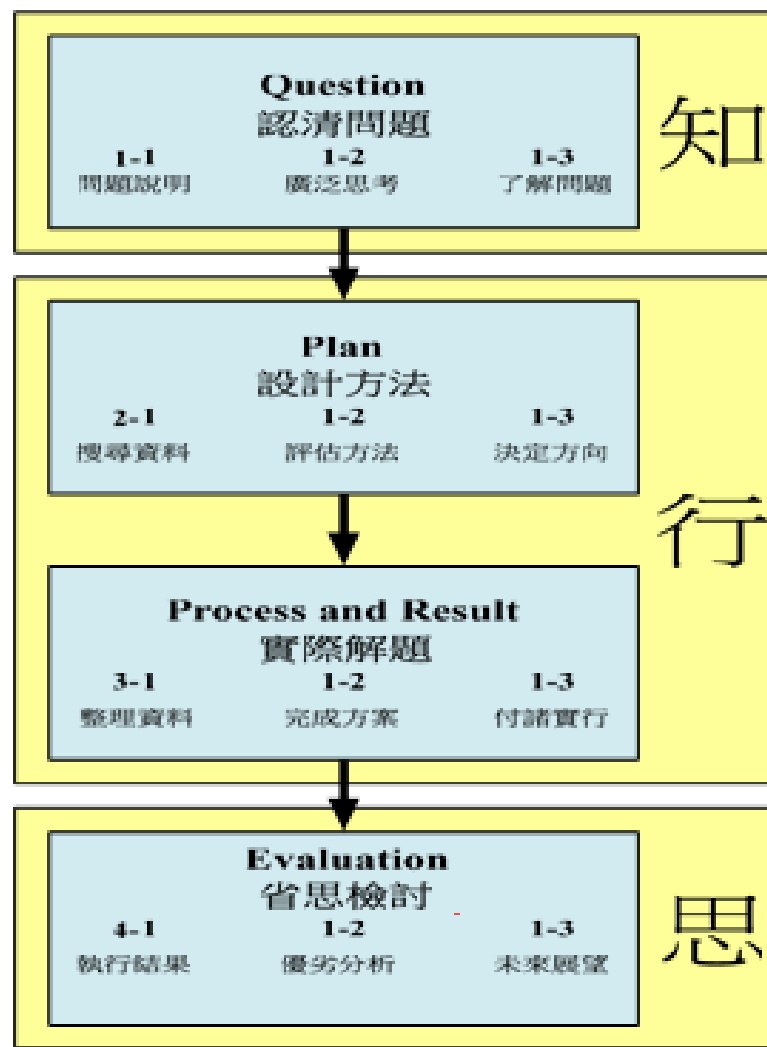 Question
認清問題
1-1 1-2 1-3
問題說明 廣泛思考 了解問題
知
Plan
設計方法
2-1 1-2 1-3
搜尋資料 評估方法 決定方向
行
Process and Result
實際解題
3-1 1-2 1-3
整理資料 完成方案 付諸實行
Evaluation
省思檢討
4-1 1-2 1-3
執行結果 優劣分析 未來展望
思